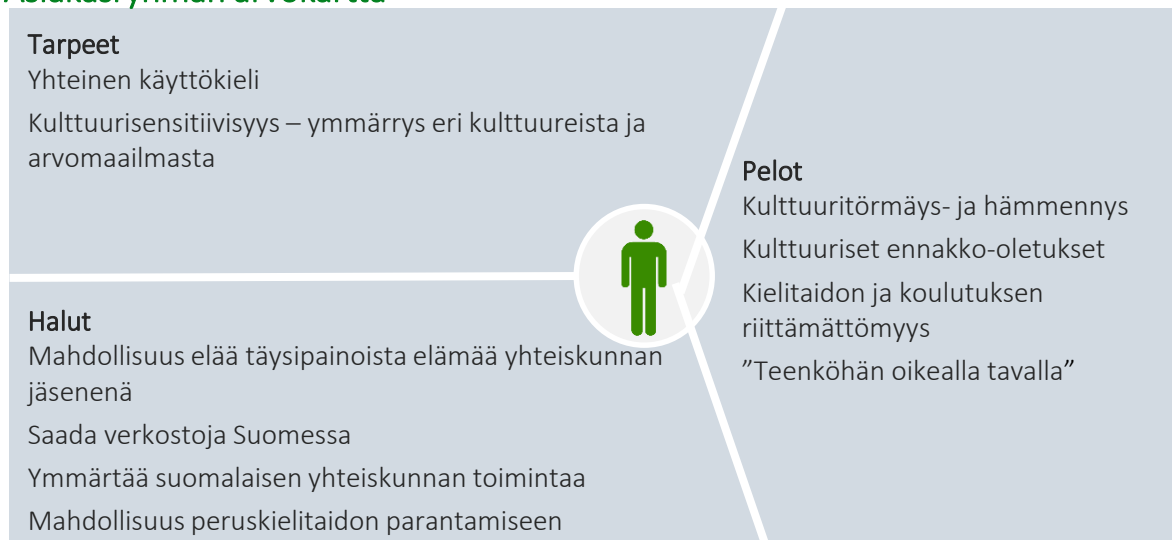 Asiakasryhmän arvokartta
Tarpeet
Yhteinen käyttökieli
Kulttuurisensitiivisyys – ymmärrys eri kulttuureista ja
arvomaailmasta
Halut
Mahdollisuus elää täysipainoista elämää yhteiskunnan
jäsenenä
Saada verkostoja Suomessa
Ymmärtää suomalaisen yhteiskunnan toimintaa
Mahdollisuus peruskielitaidon parantamiseen
Pelot
Kulttuuritörmäys- ja hämmennys
Kulttuuriset ennakko-oletukset
Kielitaidon ja koulutuksen
riittämättömyys
”Teenköhän oikealla tavalla”